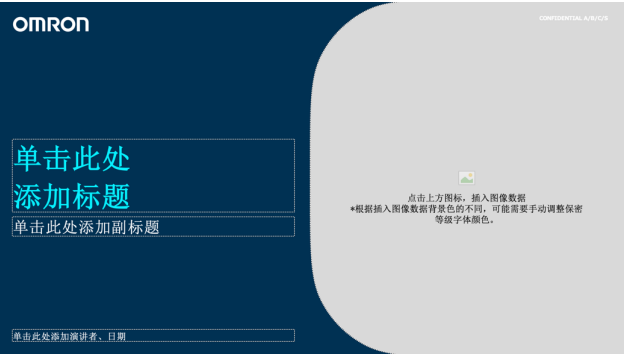 OMRON
CONFIDENTIAL A/B/C/S
单击此处
添加标题
单击此处添加副标题
点击上方图标，插入图像数据
*根据插入图像数据背景色的不同，可能需要手动调整保密
等级字体颜色。
单击此处添加演讲者、日期